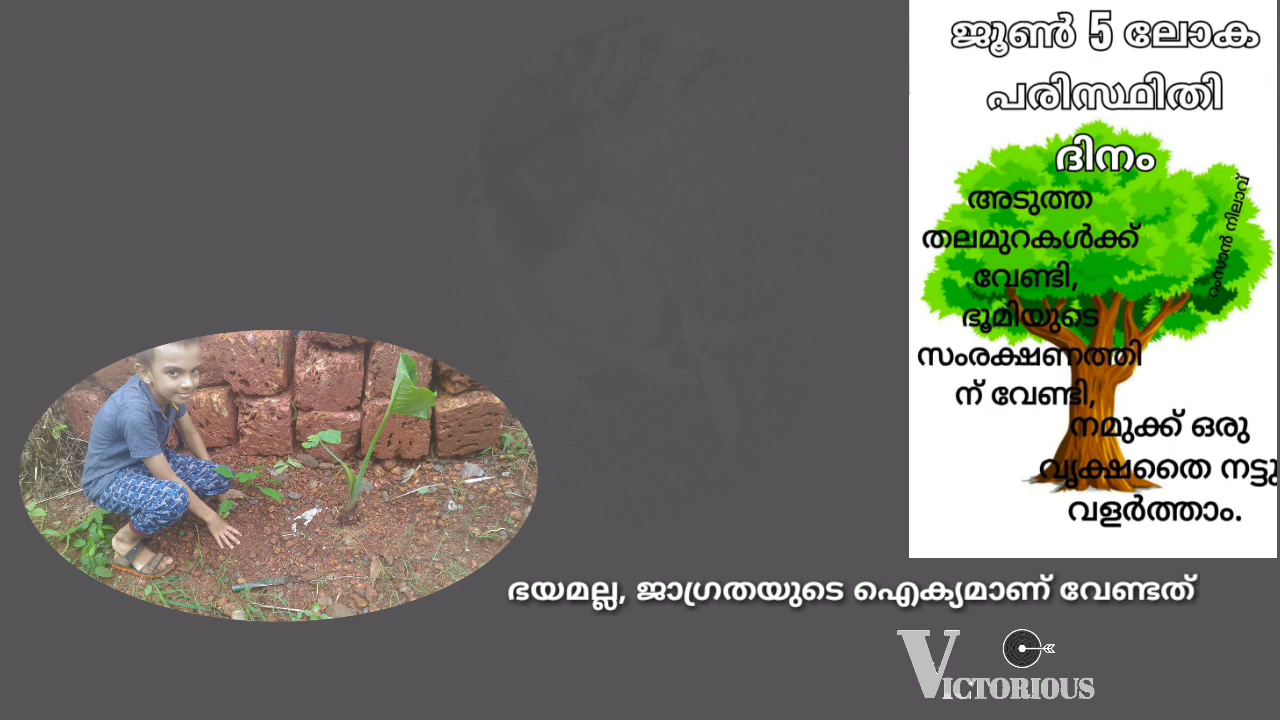 ജൂൺ 5 ലോക
പരിസ്ഥിതി
ദിനം
അടുത്ത
തലമുറകൾക്ക്
വേണ്ടി,
ഭൂമിയുടെ
സംരക്ഷണത്തി
ന് വേണ്ടി,
നമുക്ക് ഒരു
വൃക്ഷതൈ നട്ടു
വളർത്താം.
റംസാൻ നിലാവ്
ഭയമല്ല, ജാഗ്രതയുടെ ഐക്യമാണ് വേണ്ടത്
VICTORIOUS